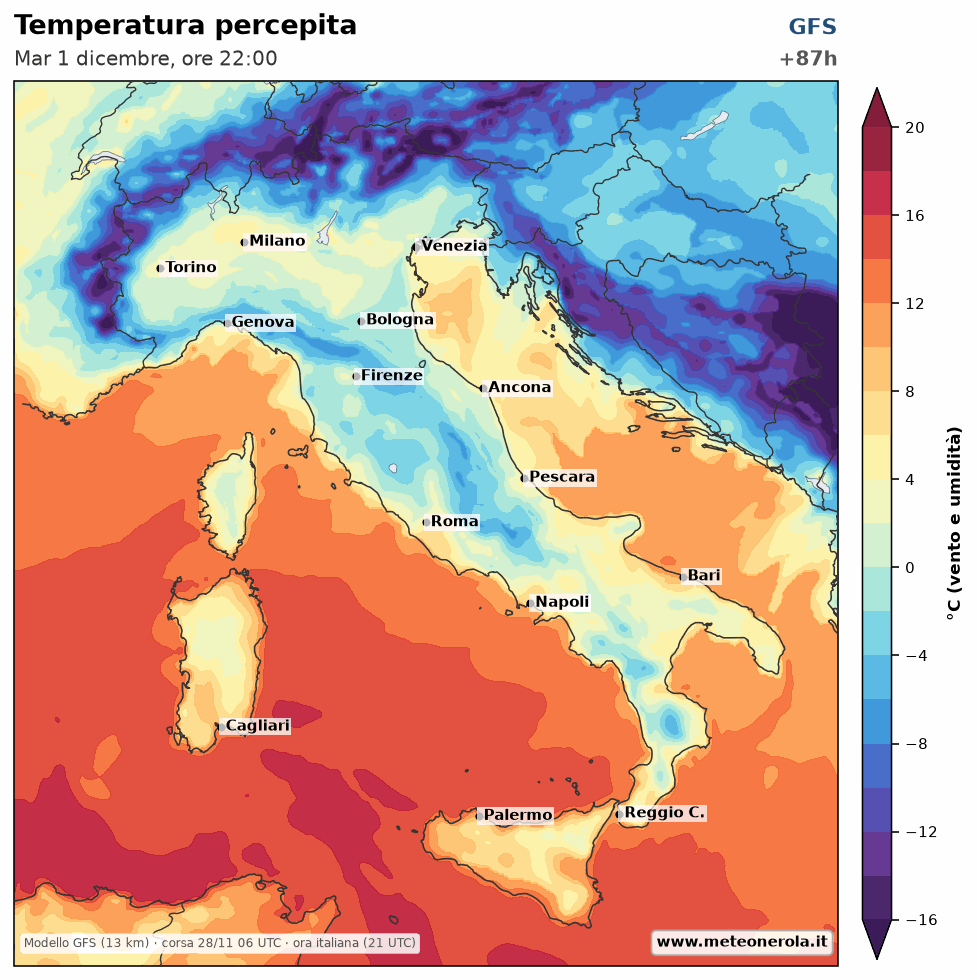 Temperatura percepita
GFS
Mar 1 dicembre, ore 22:00
+87h
Milano
Venezia
Torino
Genova
Bologna
Firenze
Ancona
Pescara
Roma
Bari
Napoli
Cagliari
Palermo
Reggio C.
20
16
12
8
4
0
−4
−8
−12
−16
°C (vento e umidità)
Modello GFS (13 km) · corsa 28/11 06 UTC · ora italiana (21 UTC)
www.meteonerola.it